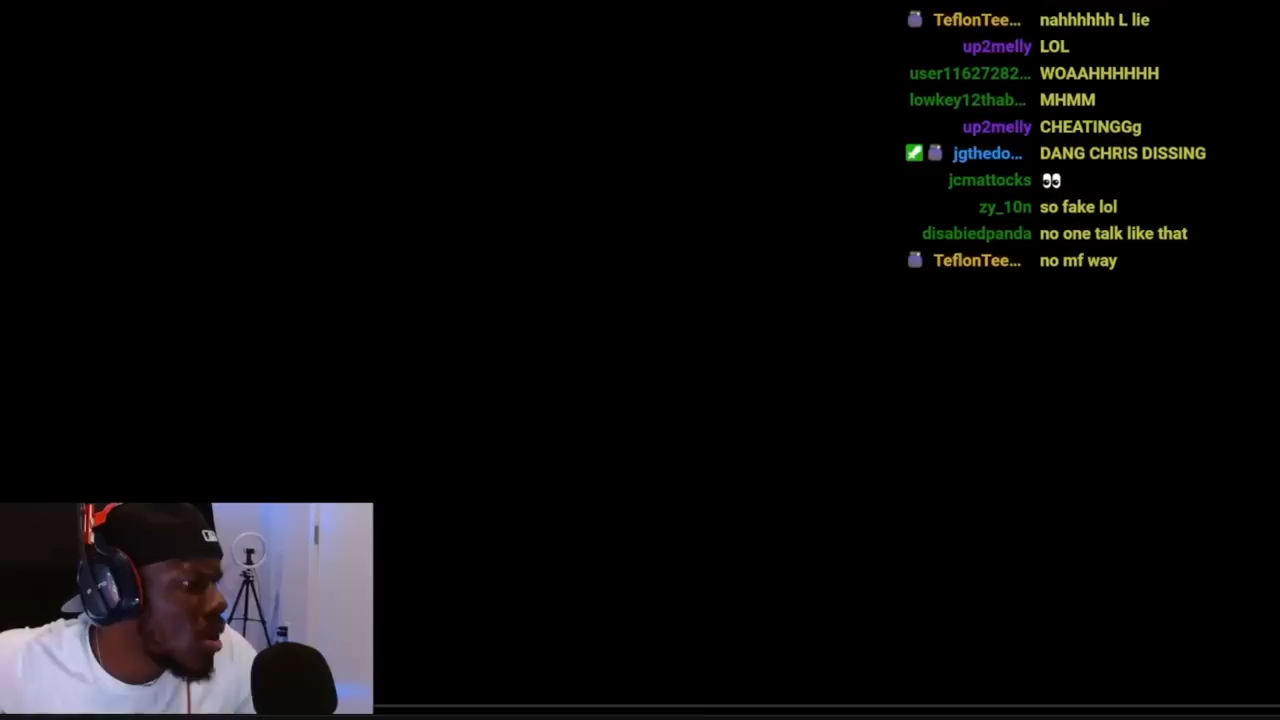 TeflonTee… nahhhhhh L lie
up2melly LOL
user11627282… WOAAHHHHHH
lowkey12thab… MHMM
up2melly CHEATINGGg
jgthedo… DANG CHRIS DISSING
jcmattocks 👀
zy_10n so fake lol
disabiedpanda no one talk like that
TeflonTee… no mf way